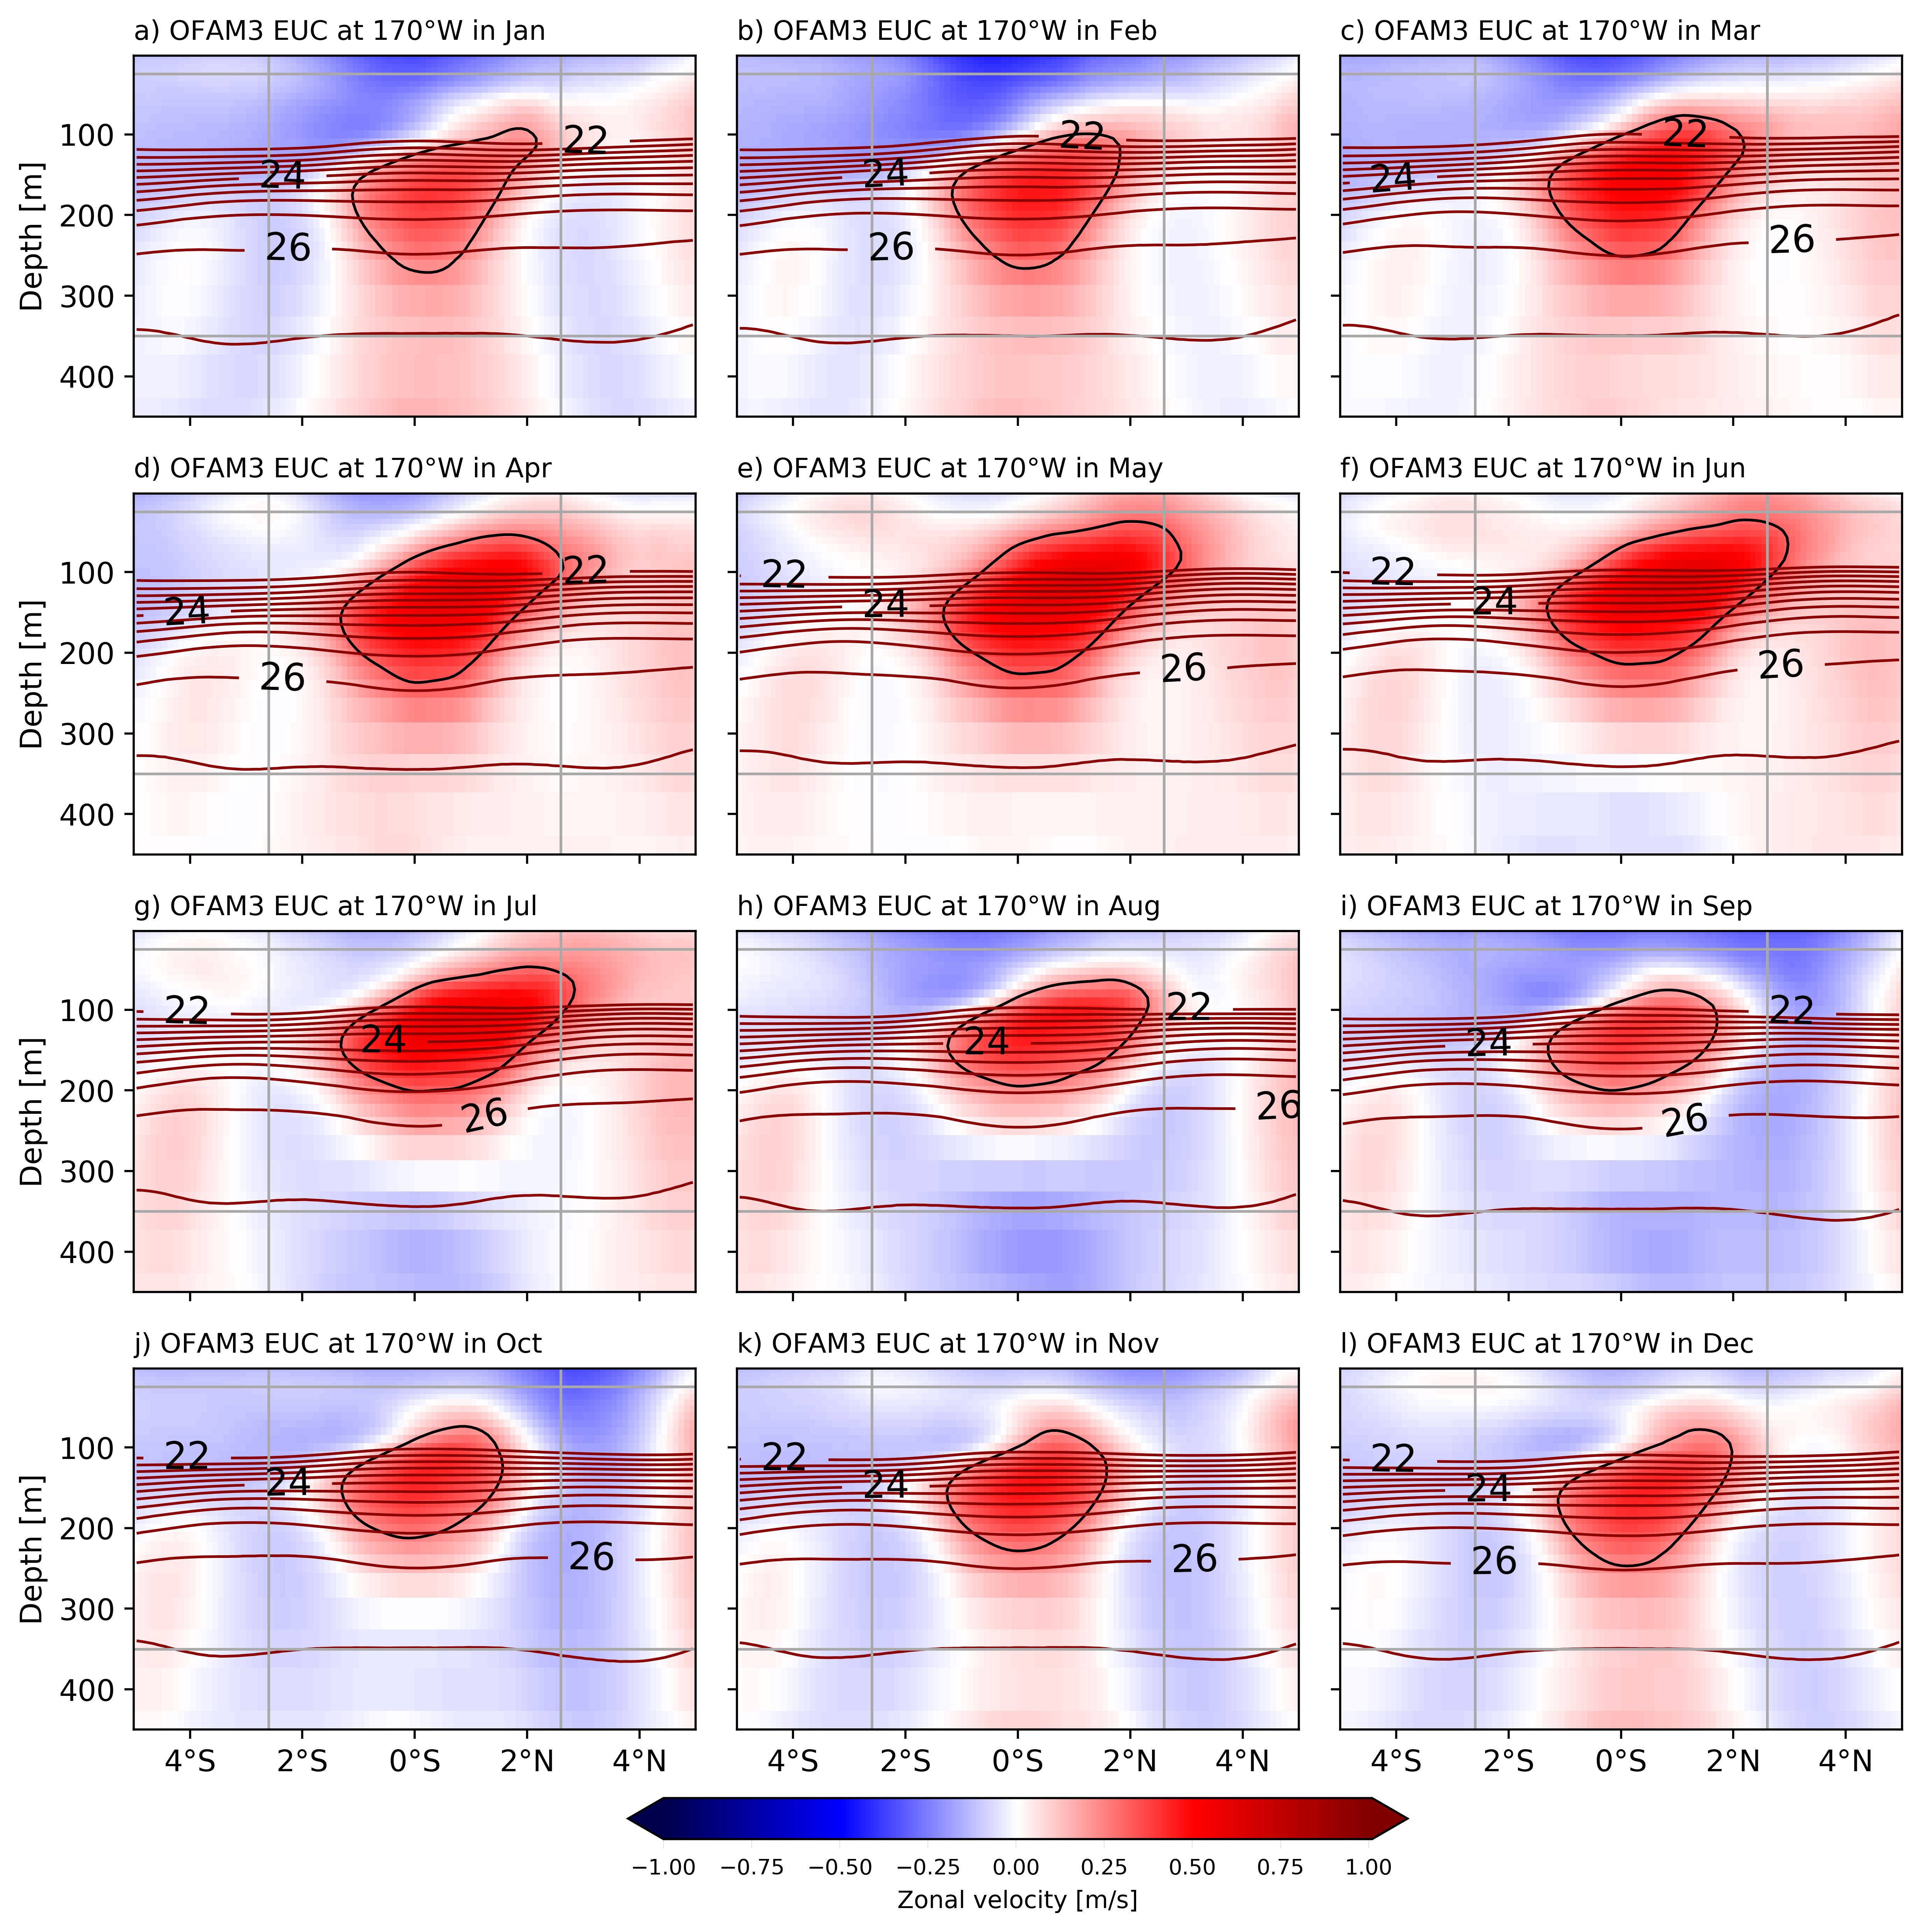 a) OFAM3 EUC at 170°W in Jan
b) OFAM3 EUC at 170°W in Feb
c) OFAM3 EUC at 170°W in Mar
Depth [m]
100
200
300
400
22
24
26
22
24
26
22
24
26
d) OFAM3 EUC at 170°W in Apr
e) OFAM3 EUC at 170°W in May
f) OFAM3 EUC at 170°W in Jun
Depth [m]
100
200
300
400
22
24
26
22
24
26
22
24
26
g) OFAM3 EUC at 170°W in Jul
h) OFAM3 EUC at 170°W in Aug
i) OFAM3 EUC at 170°W in Sep
Depth [m]
100
200
300
400
22
24
26
22
24
26
22
24
26
j) OFAM3 EUC at 170°W in Oct
k) OFAM3 EUC at 170°W in Nov
l) OFAM3 EUC at 170°W in Dec
Depth [m]
100
200
300
400
22
24
26
22
24
26
22
24
26
4°S 2°S 0°S 2°N 4°N
4°S 2°S 0°S 2°N 4°N
4°S 2°S 0°S 2°N 4°N
−1.00 −0.75 −0.50 −0.25 0.00 0.25 0.50 0.75 1.00
Zonal velocity [m/s]